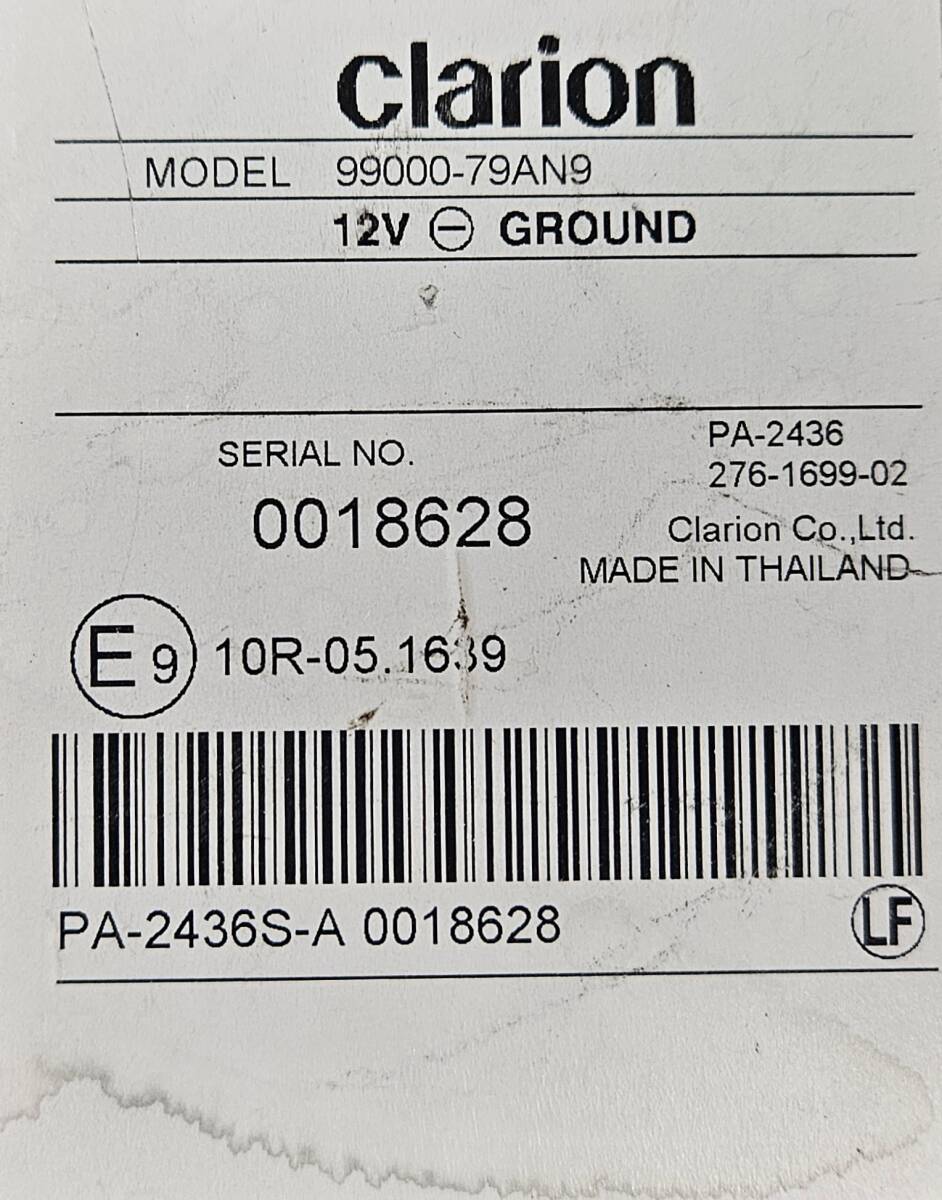 Clarion
MODEL 99000-79AN9
12V ⊖ GROUND
SERIAL NO.
0018628
PA-2436
276-1699-02
Clarion Co.,Ltd.
MADE IN THAILAND
E9 10R-05.1639
PA-2436S-A 0018628
LF